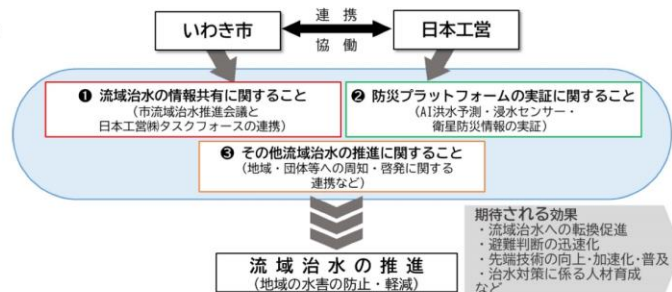 連携
いわき市
日本工営
協働
❶ 流域治水の情報共有に関すること
(市流域治水推進会議と
日本工営㈱タスクフォースの連携)
❷ 防災プラットフォームの実証に関すること
(AI洪水予測・浸水センサー・
衛星防災情報の実証)
❸ その他流域治水の推進に関すること
(地域・団体等への周知・啓発に関する
連携など)
期待される効果
・流域治水への転換促進
・避難判断の迅速化
・先端技術の向上・加速化・普及
・治水対策に係る人材育成
など
流域治水の推進
(地域の水害の防止・軽減)